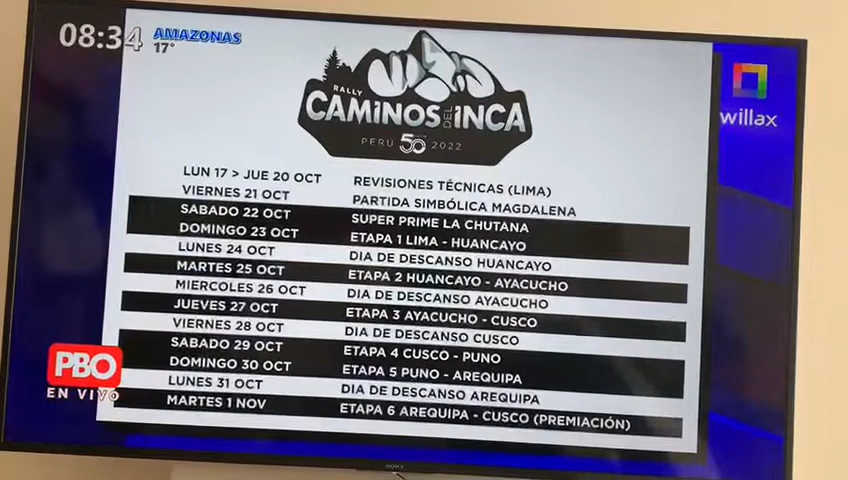 08:34 AMAZONAS
17°
willax
RALLY
CAMINOS DEL INCA
PERÚ 50 2022
LUN 17 > JUE 20 OCT REVISIONES TÉCNICAS (LIMA)
VIERNES 21 OCT PARTIDA SIMBÓLICA MAGDALENA
SABADO 22 OCT SUPER PRIME LA CHUTANA
DOMINGO 23 OCT ETAPA 1 LIMA - HUANCAYO
LUNES 24 OCT DIA DE DESCANSO HUANCAYO
MARTES 25 OCT ETAPA 2 HUANCAYO - AYACUCHO
MIERCOLES 26 OCT DIA DE DESCANSO AYACUCHO
JUEVES 27 OCT ETAPA 3 AYACUCHO - CUSCO
VIERNES 28 OCT DIA DE DESCANSO CUSCO
SABADO 29 OCT ETAPA 4 CUSCO - PUNO
DOMINGO 30 OCT ETAPA 5 PUNO - AREQUIPA
LUNES 31 OCT DIA DE DESCANSO AREQUIPA
MARTES 1 NOV ETAPA 6 AREQUIPA - CUSCO (PREMIACIÓN)
PBO
EN VIVO
SONY